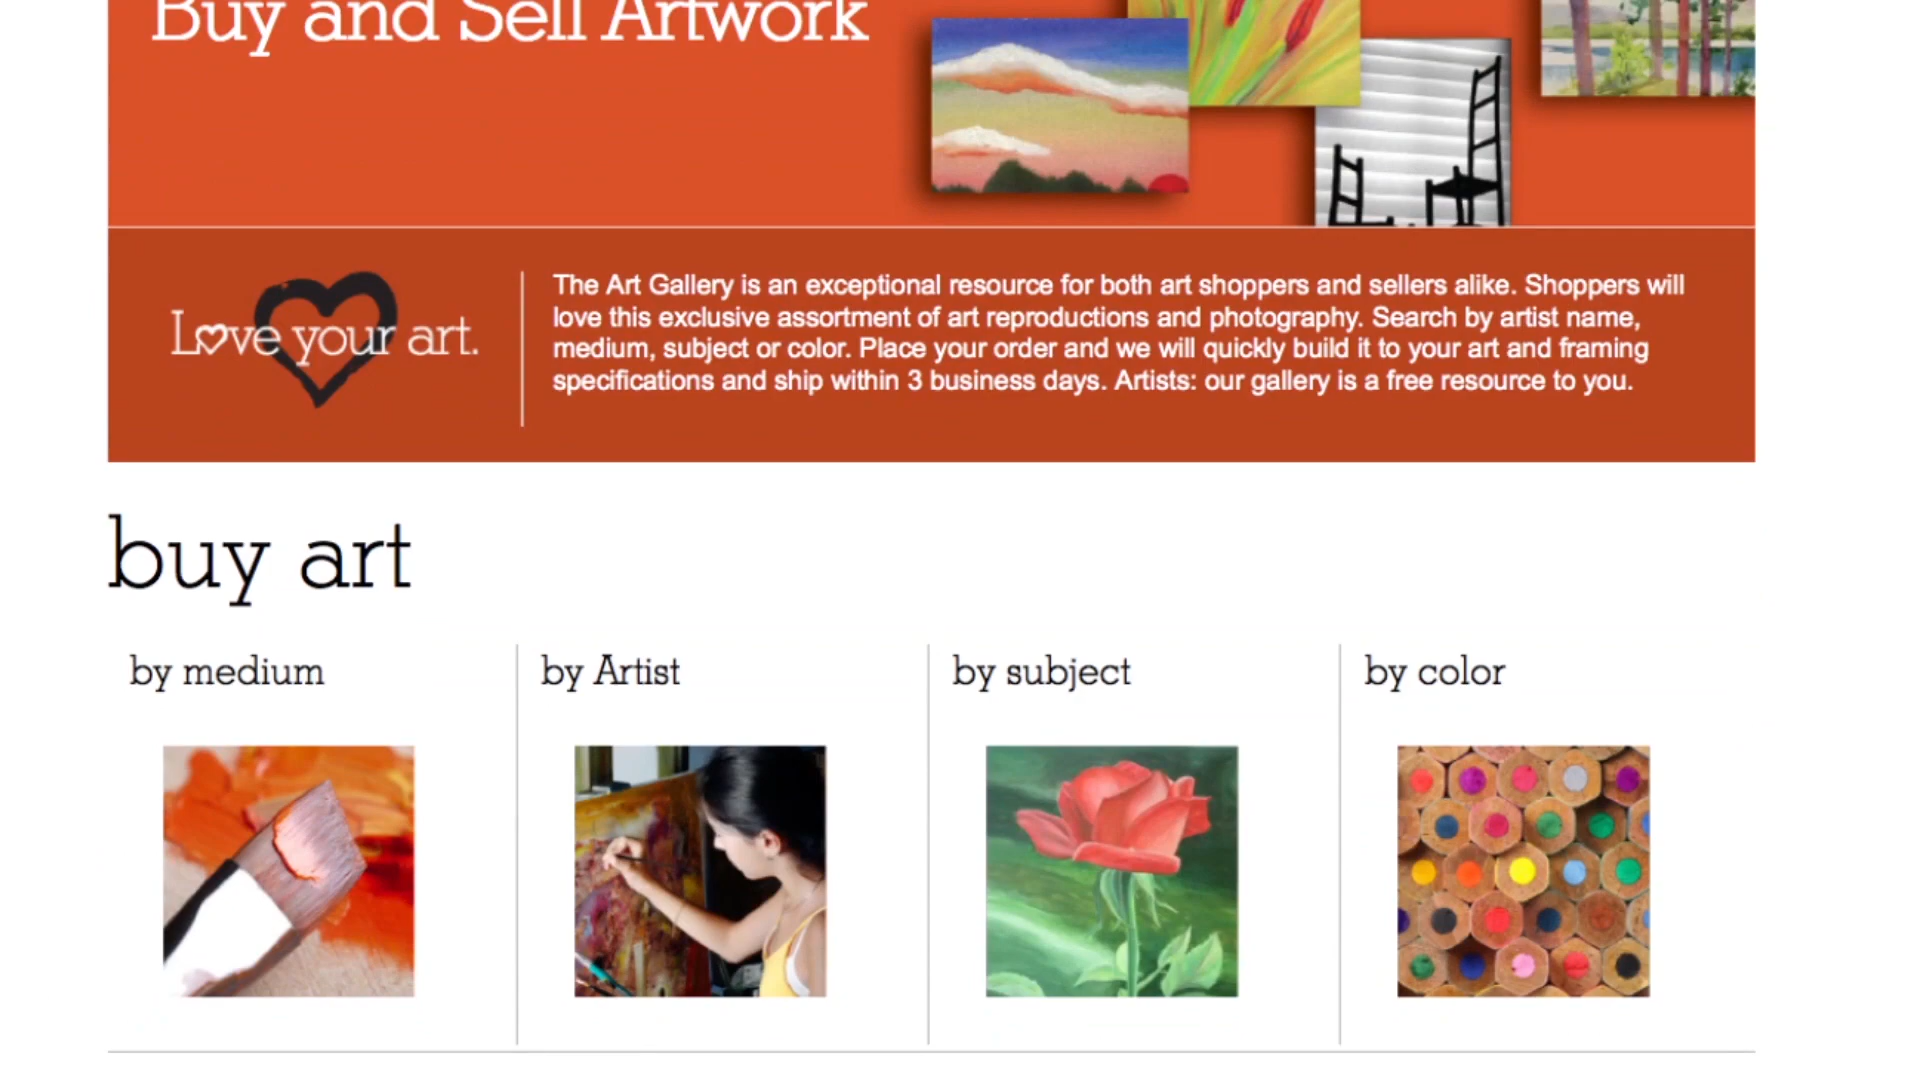 Buy and Sell Artwork
Love your art.
The Art Gallery is an exceptional resource for both art shoppers and sellers alike. Shoppers will
love this exclusive assortment of art reproductions and photography. Search by artist name,
medium, subject or color. Place your order and we will quickly build it to your art and framing
specifications and ship within 3 business days. Artists: our gallery is a free resource to you.
buy art
by medium
by Artist
by subject
by color